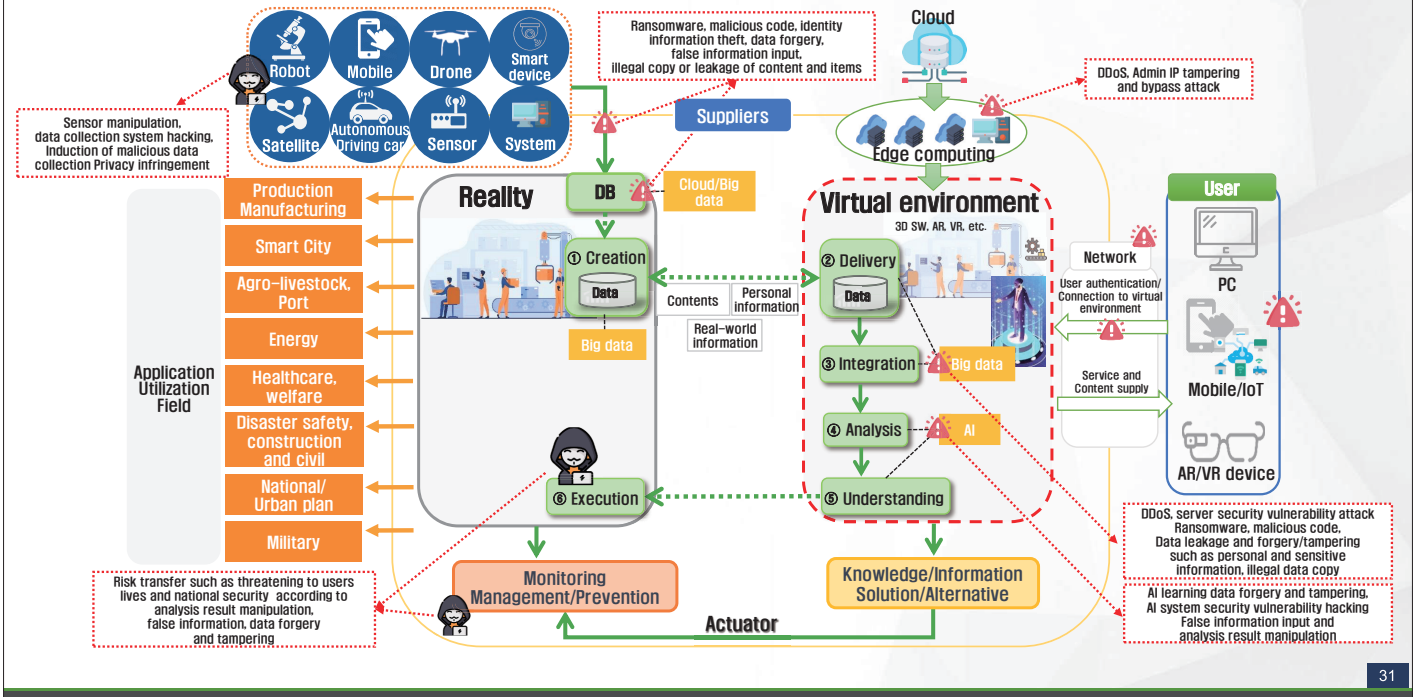 Robot
Mobile
Drone
Smart
device
Satellite
Autonomous
Driving car
Sensor
System
Ransomware, malicious code, identity
information theft, data forgery,
false information input,
illegal copy or leakage of content and items
Cloud
DDoS, Admin IP tampering
and bypass attack
Sensor manipulation,
data collection system hacking,
Induction of malicious data
collection Privacy infringement
Suppliers
Edge computing
Application
Utilization
Field
Production
Manufacturing
Smart City
Agro-livestock,
Port
Energy
Healthcare,
welfare
Disaster safety,
construction
and civil
National/
Urban plan
Military
Reality
DB
Cloud/Big
data
① Creation
Data
Big data
Contents
Personal
information
Real-world
information
Virtual environment
3D SW, AR, VR, etc.
② Delivery
Data
③ Integration
Big data
④ Analysis
AI
⑤ Understanding
⑥ Execution
Network
User authentication/
Connection to virtual
environment
Service and
Content supply
User
PC
Mobile/IoT
AR/VR device
DDoS, server security vulnerability attack
Ransomware, malicious code,
Data leakage and forgery/tampering
such as personal and sensitive
information, illegal data copy
AI learning data forgery and tampering,
AI system security vulnerability hacking
False information input and
analysis result manipulation
Risk transfer such as threatening to users
lives and national security according to
analysis result manipulation,
false information, data forgery
and tampering
Monitoring
Management/Prevention
Knowledge/Information
Solution/Alternative
Actuator
31